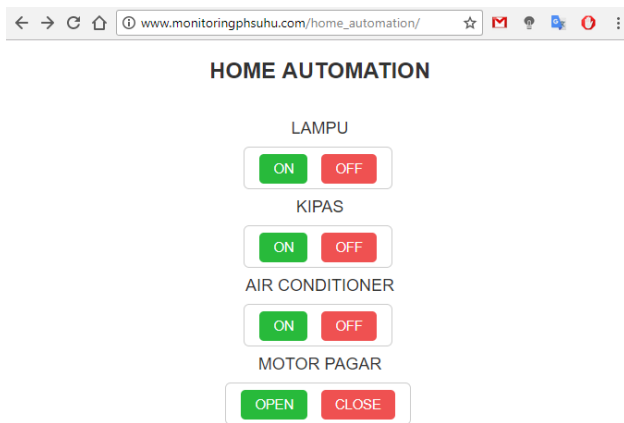 www.monitoringphsuhu.com/home_automation/
HOME AUTOMATION
LAMPU
ON OFF
KIPAS
ON OFF
AIR CONDITIONER
ON OFF
MOTOR PAGAR
OPEN CLOSE